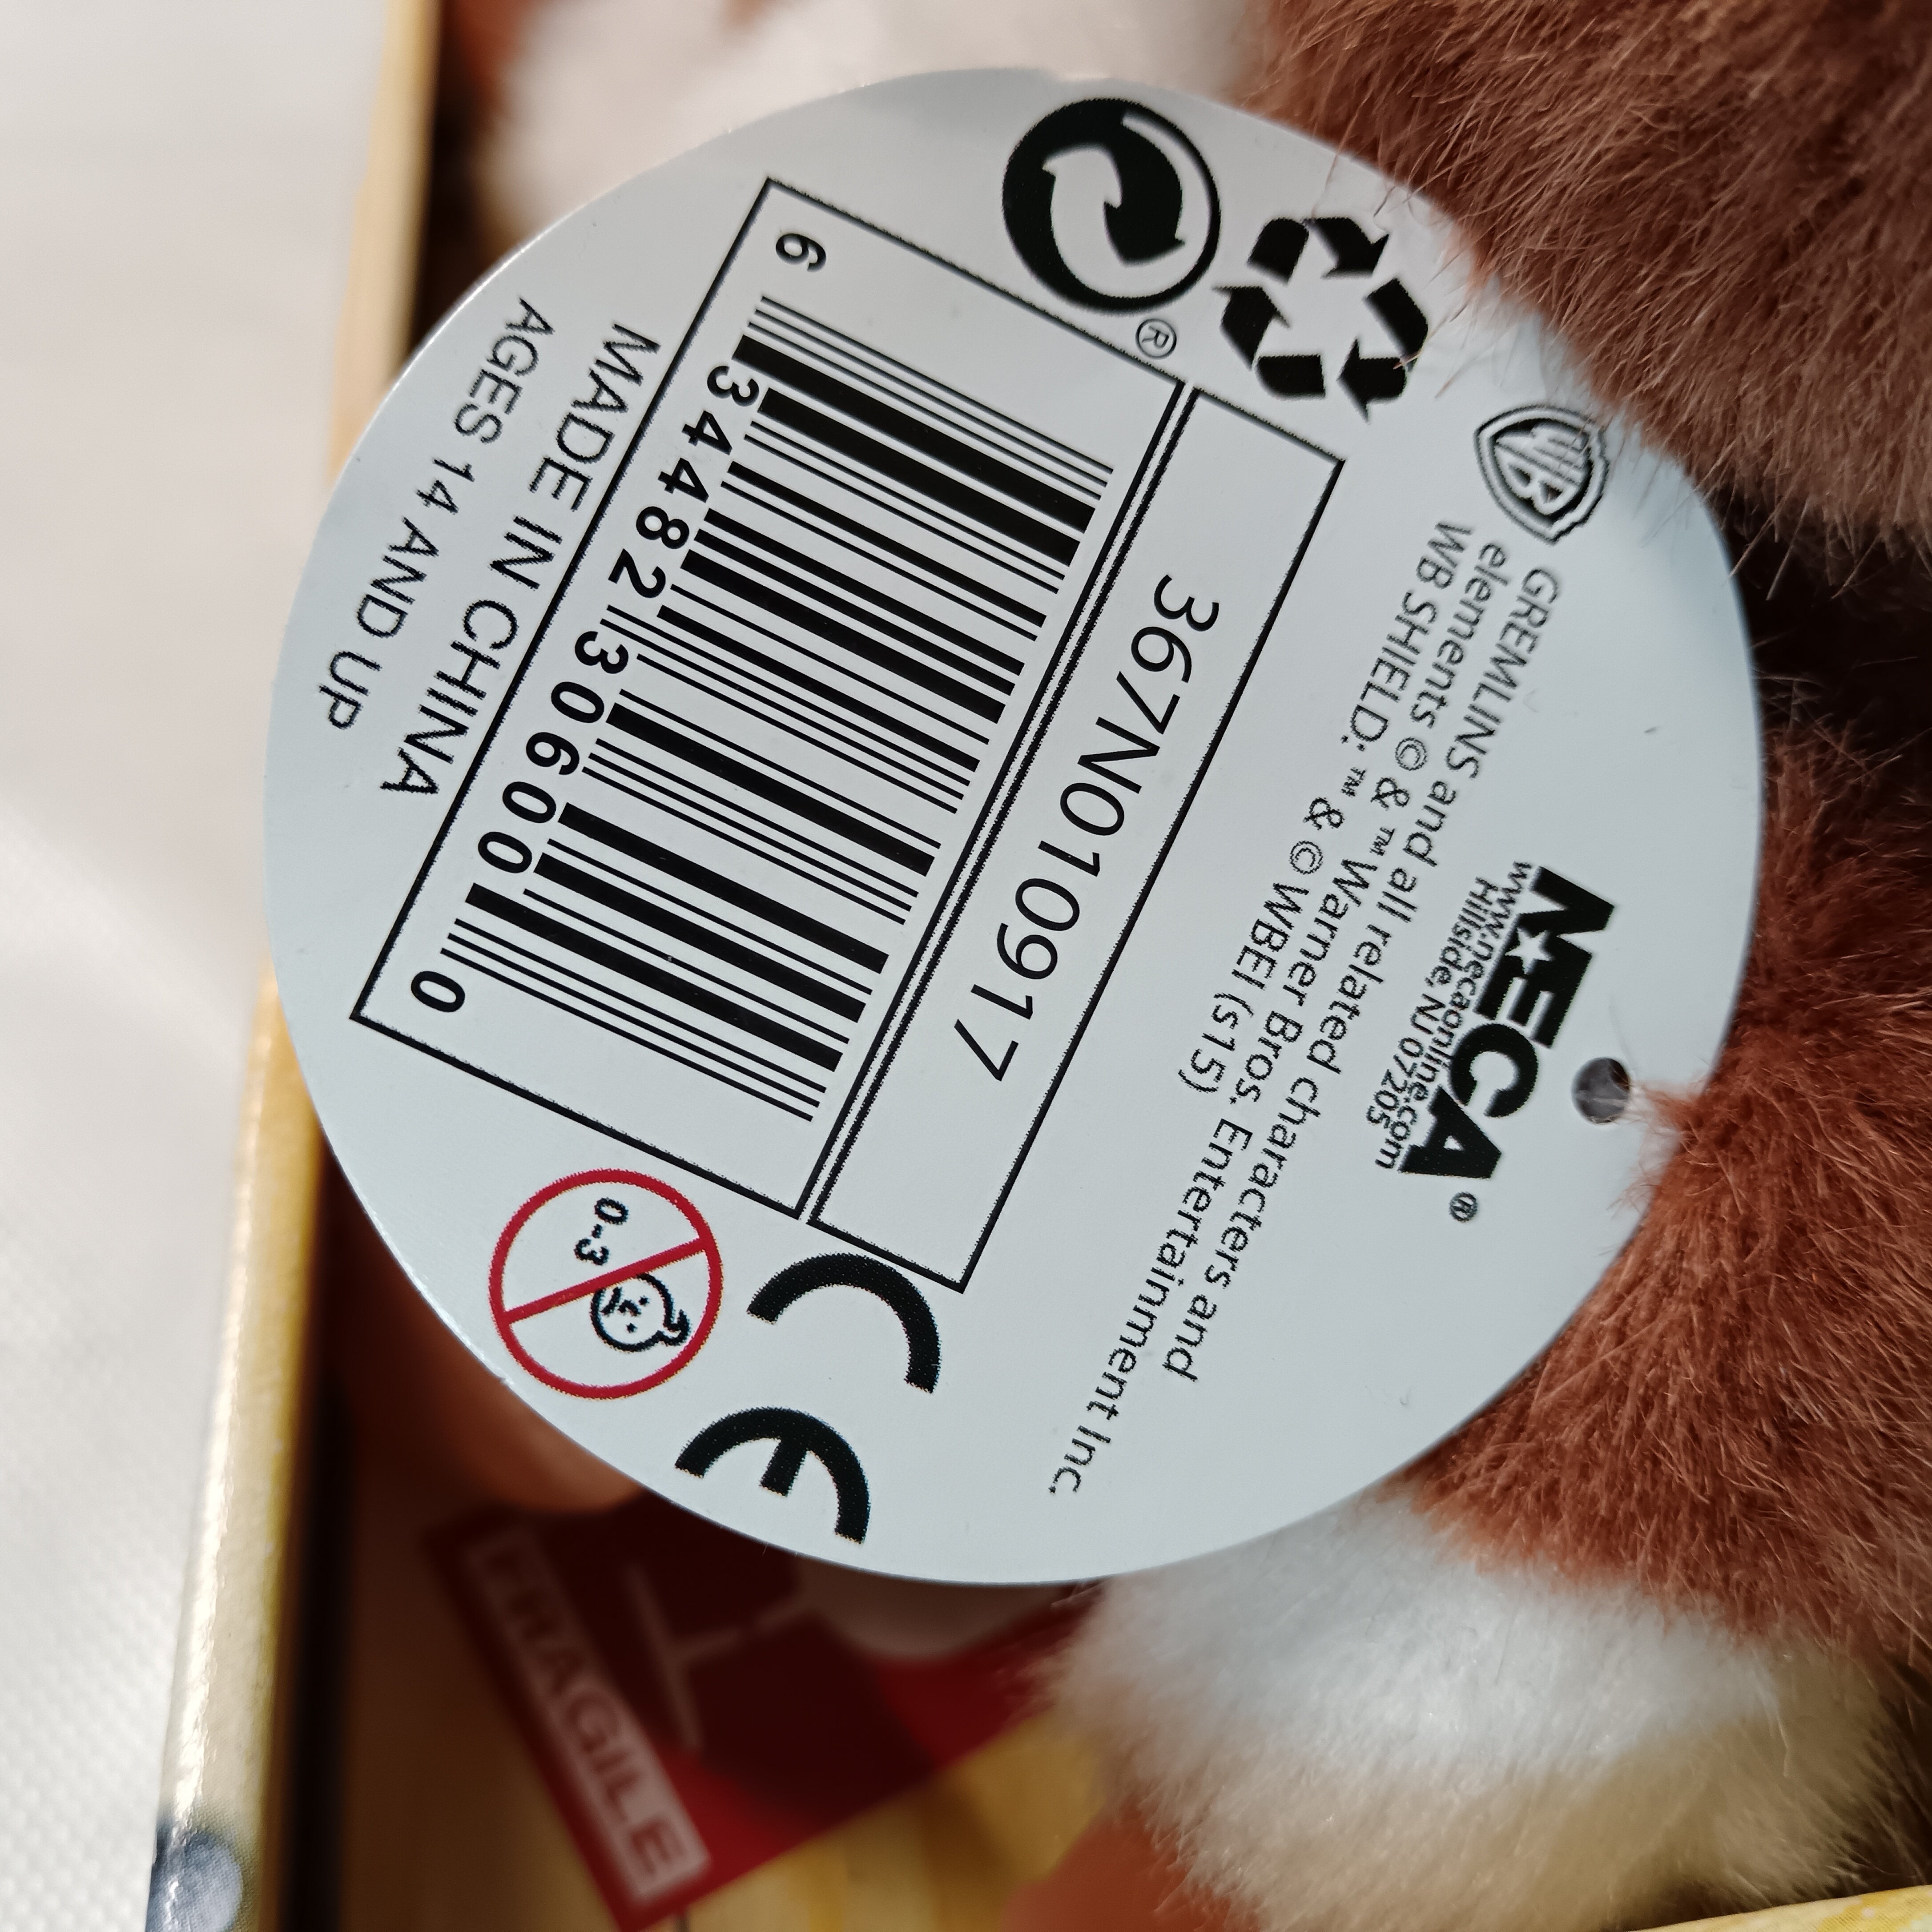 NECA®
www.necaonline.com
Hillside, NJ 07205
WB
GREMLINS and all related characters and
elements © & ™ Warner Bros. Entertainment Inc.
WB SHIELD: ™ & © WBEI (s15)
367N010917
®
6 34482 30600 0
MADE IN CHINA
AGES 14 AND UP
CE
0-3
FRAGILE